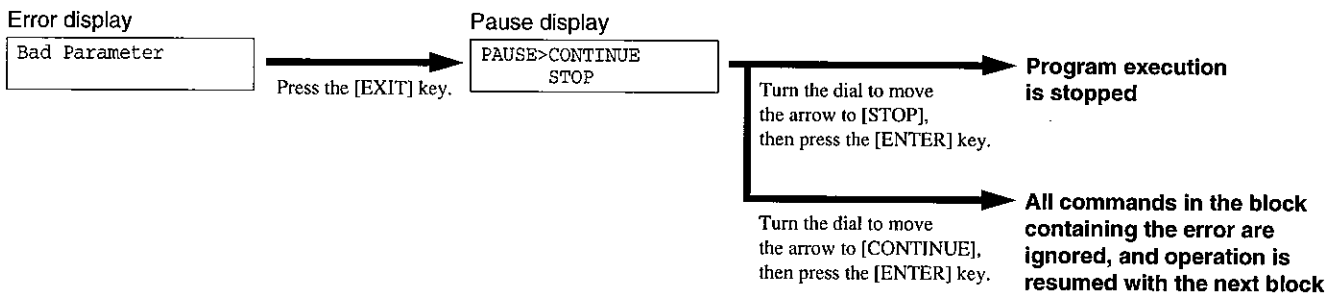 Error display
Bad Parameter
Press the [EXIT] key.
Pause display
PAUSE>CONTINUE
STOP
Turn the dial to move
the arrow to [STOP],
then press the [ENTER] key.
Program execution
is stopped
Turn the dial to move
the arrow to [CONTINUE],
then press the [ENTER] key.
All commands in the block
containing the error are
ignored, and operation is
resumed with the next block